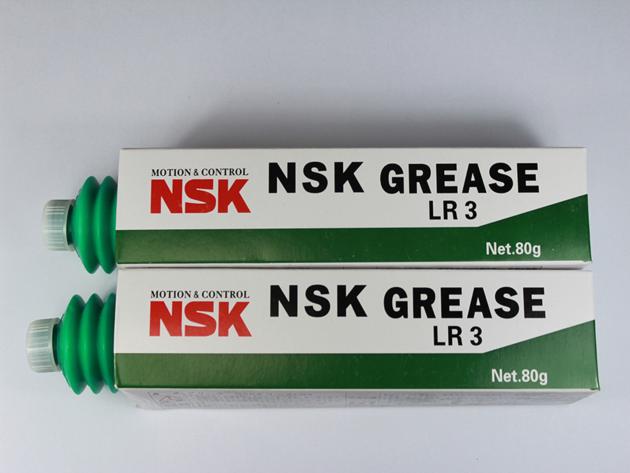 MOTION & CONTROL
NSK
NSK GREASE
LR 3
Net.80g
MOTION & CONTROL
NSK
NSK GREASE
LR 3
Net.80g